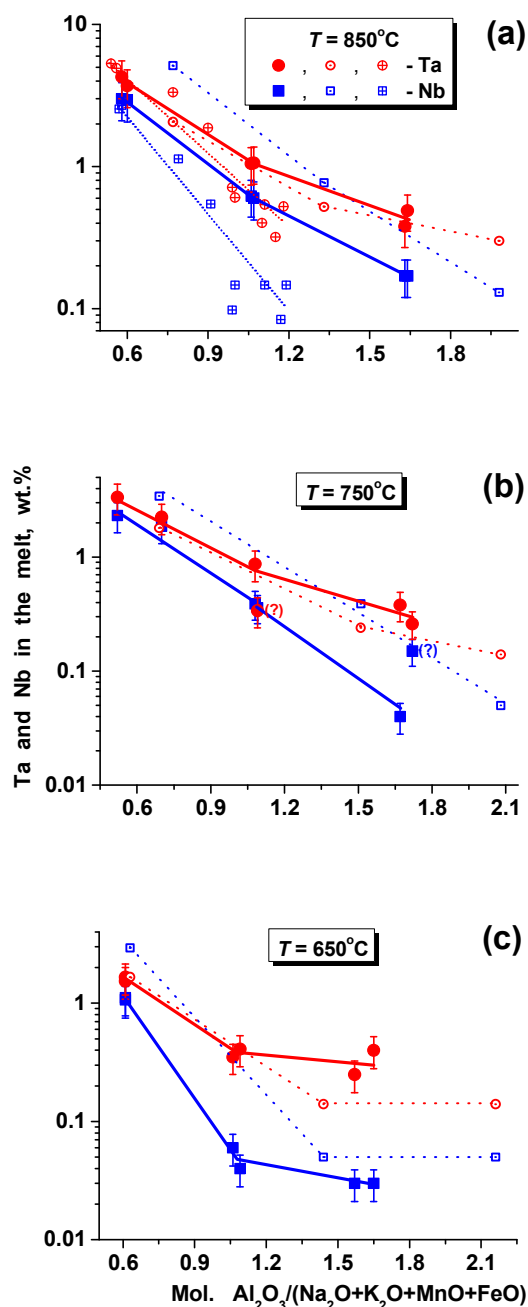 (a)
T = 850°C
, , - Ta
, , - Nb
10
1
0.1
0.6 0.9 1.2 1.5 1.8
(b)
T = 750°C
1
0.1
0.01
(?)
(?)
0.6 0.9 1.2 1.5 1.8 2.1
Ta and Nb in the melt, wt.%
(c)
T = 650°C
1
0.1
0.01
0.6 0.9 1.2 1.5 1.8 2.1
Mol. Al₂O₃/(Na₂O+K₂O+MnO+FeO)